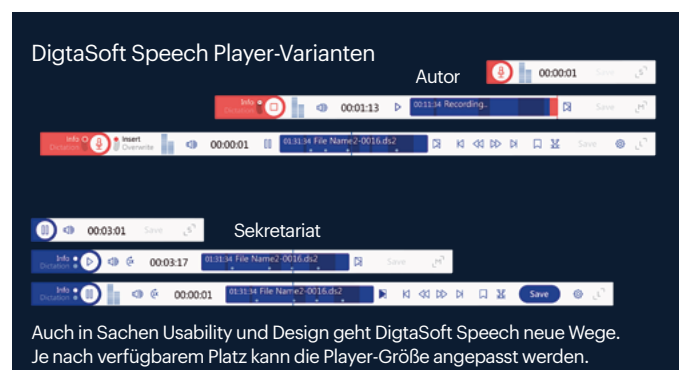 DigtaSoft Speech Player-Varianten
Autor
00:00:01 Save S
Info
Dictation
00:01:13 00:11:34 Recording.. Save M
Info Insert
Dictation Overwrite
00:00:01 01:31:34 File Name2-0016.ds2 Save L
00:03:01 Save S
Sekretariat
Info
Dictation
00:03:17 01:31:34 File Name2-0016.ds2 Save M
Info
Dictation
00:00:01 01:31:34 File Name2-0016.ds2 Save L
Auch in Sachen Usability und Design geht DigtaSoft Speech neue Wege.
Je nach verfügbarem Platz kann die Player-Größe angepasst werden.